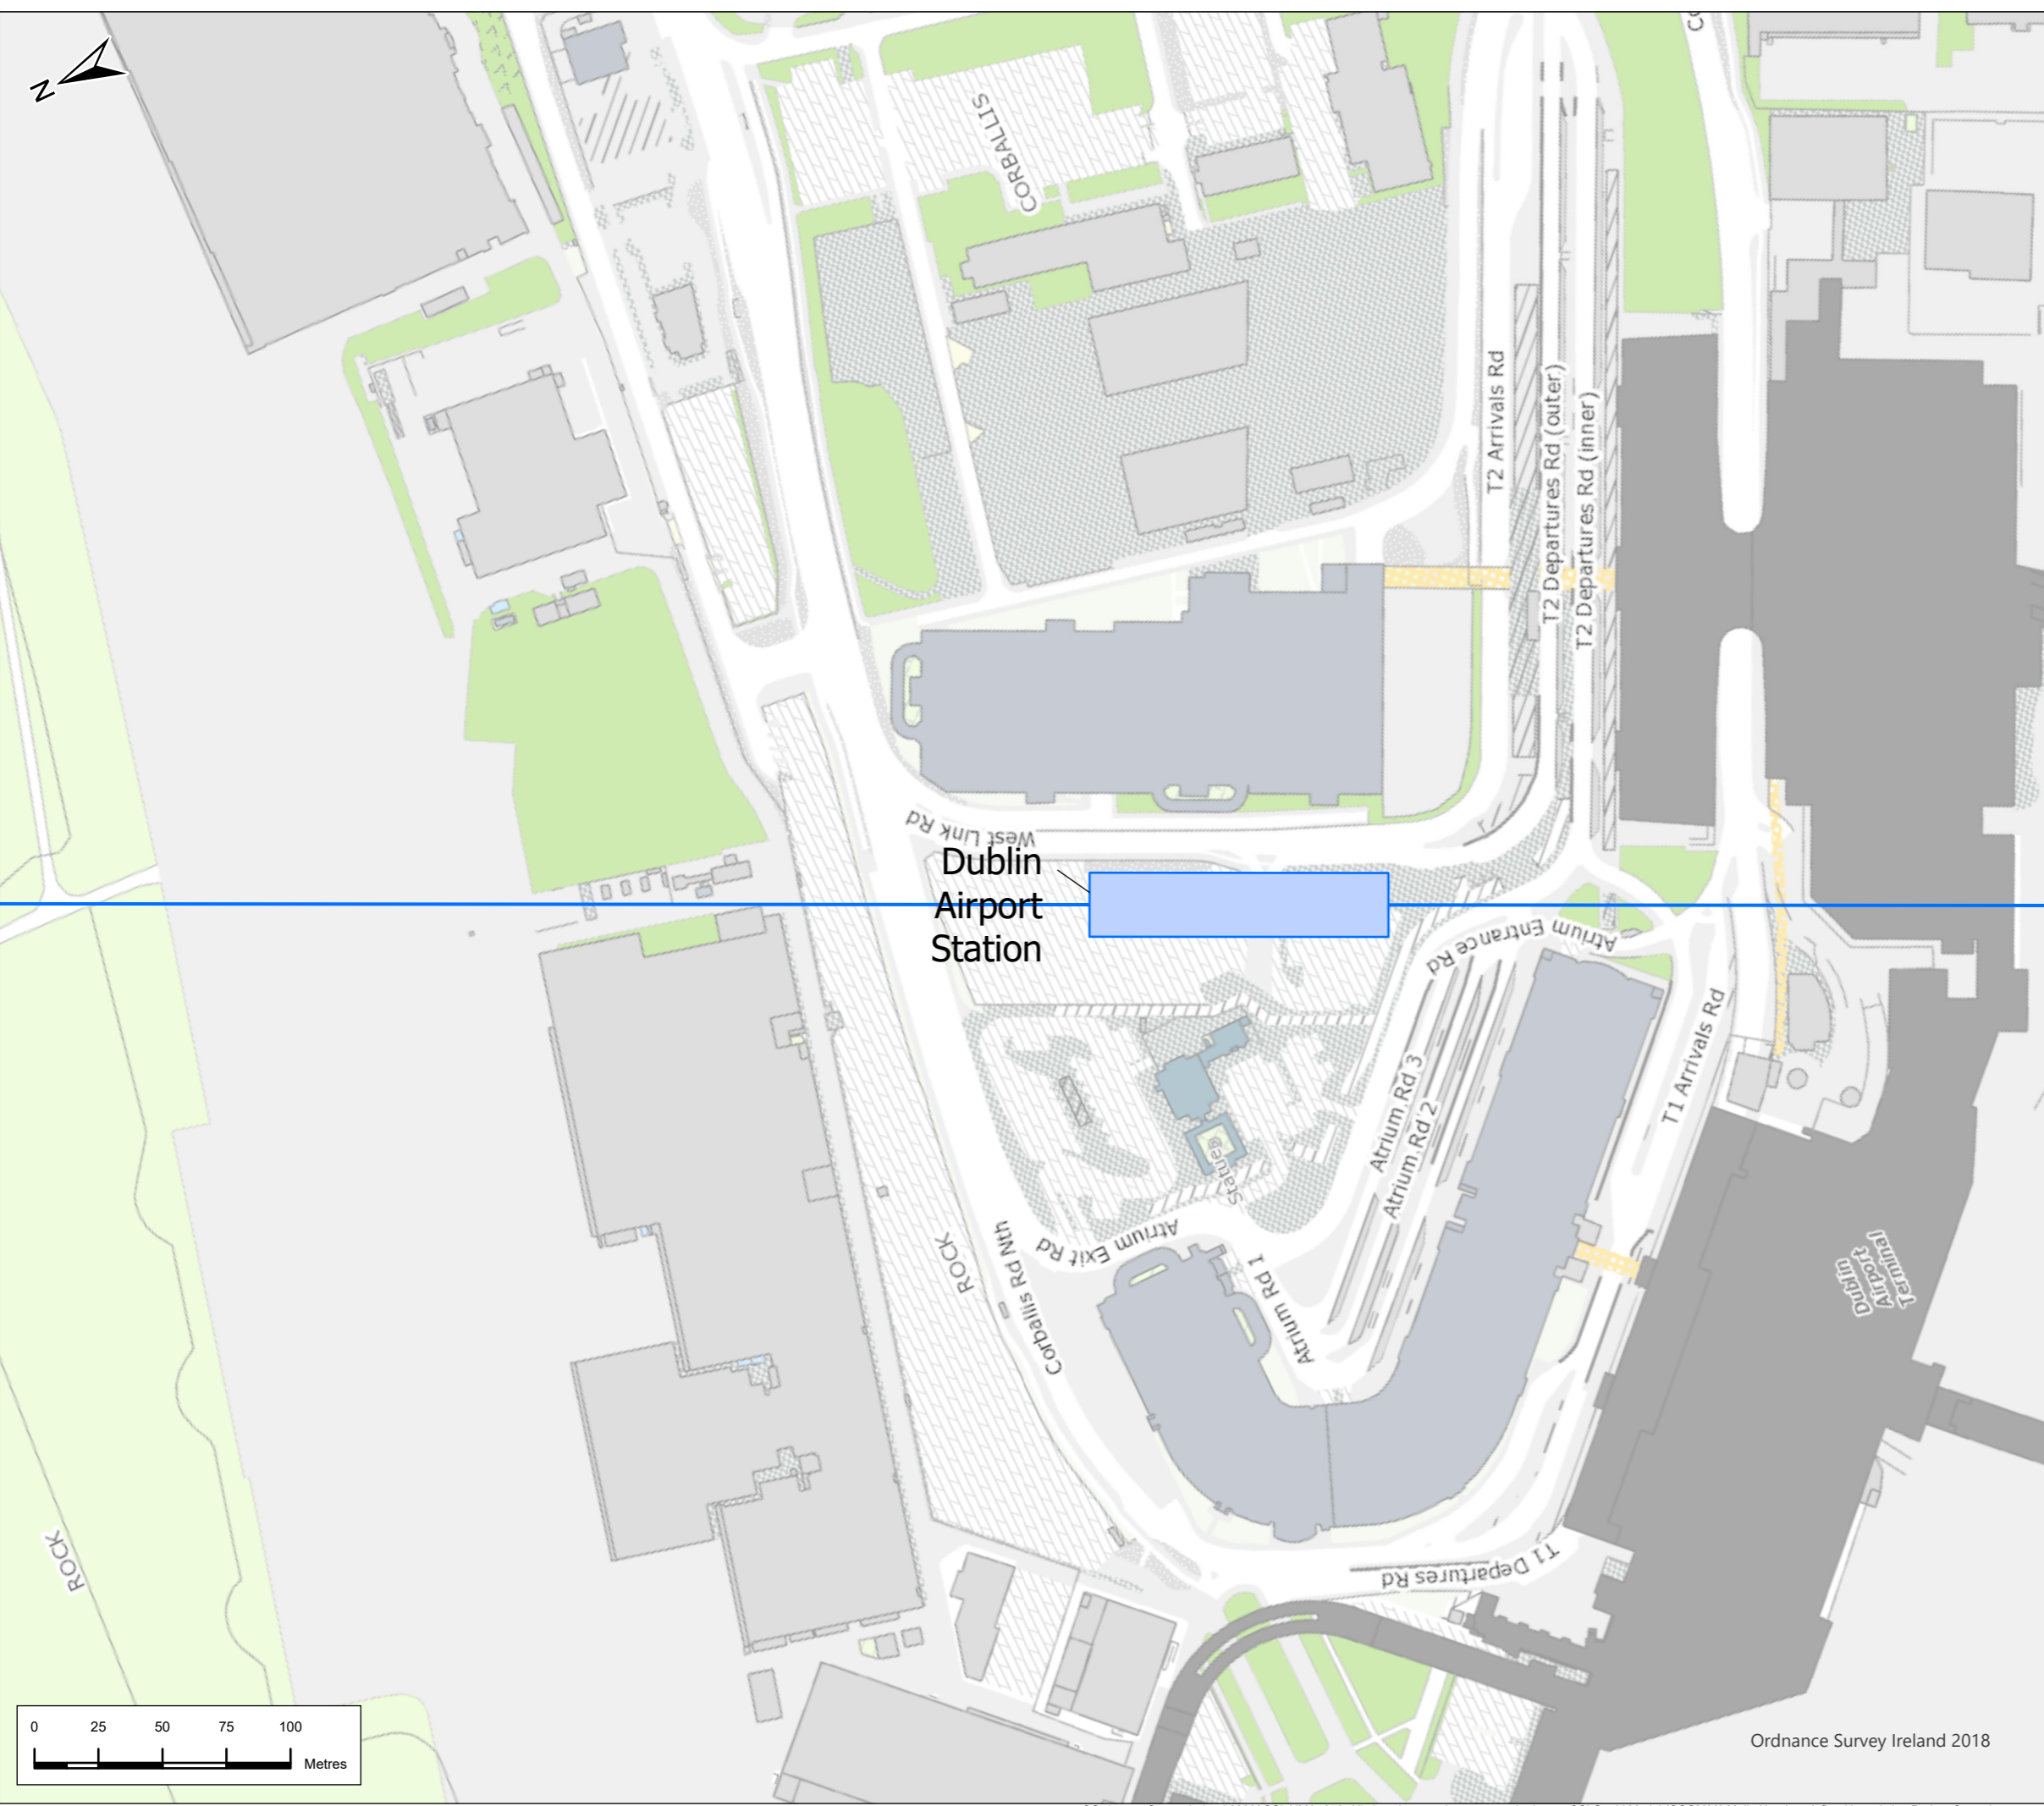 N
CORBALLIS
T2 Arrivals Rd
T2 Departures Rd (outer)
T2 Departures Rd (inner)
West Link Rd
Dublin
Airport
Station
Atrium Entrance Rd
T1 Arrivals Rd
Atrium Rd 3
Atrium Rd 2
Statue
Atrium Exit Rd
Atrium Rd 1
ROCK
Corballis Rd Nth
Dublin
Airport
Terminal
ROCK
T1 Departures Rd
0 25 50 75 100
Metres
Ordnance Survey Ireland 2018